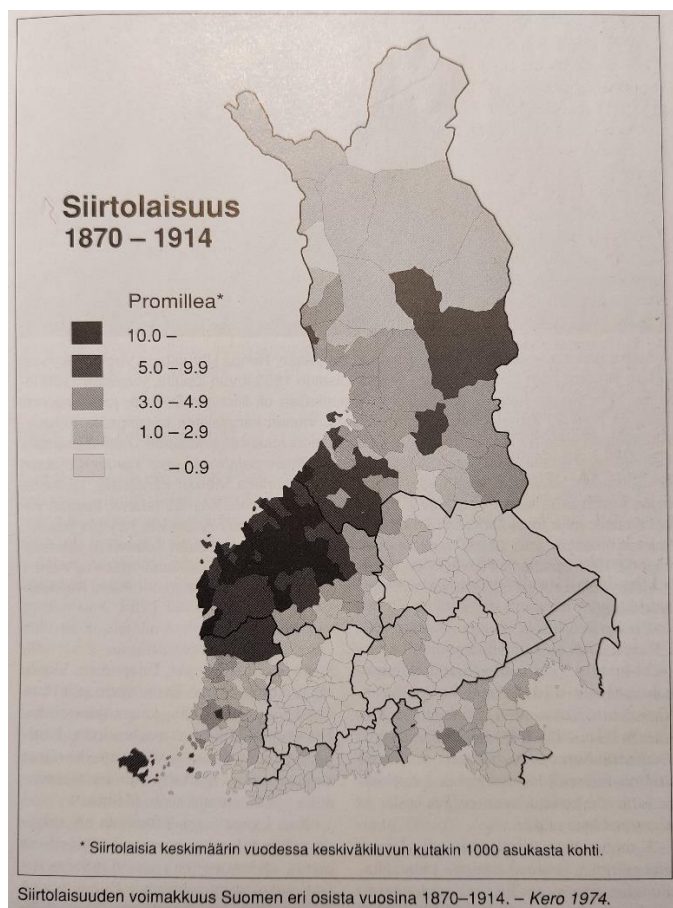 Siirtolaisuus
1870 – 1914
Promillea*
10.0 –
5.0 – 9.9
3.0 – 4.9
1.0 – 2.9
– 0.9
* Siirtolaisia keskimäärin vuodessa keskiväkiluvun kutakin 1000 asukasta kohti.
Siirtolaisuuden voimakkuus Suomen eri osista vuosina 1870–1914. – Kero 1974.